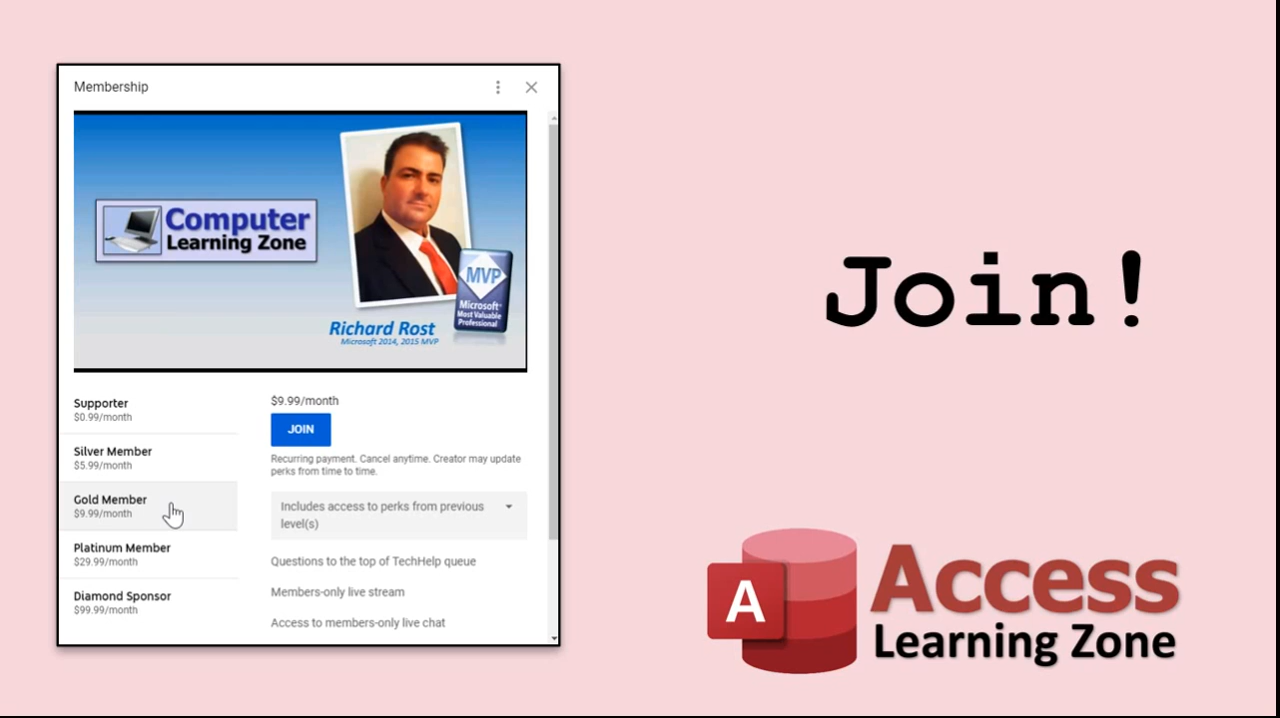 Membership
Computer
Learning Zone
MVP
Microsoft®
Most Valuable
Professional
Richard Rost
Microsoft 2014, 2015 MVP
Supporter
$0.99/month
Silver Member
$5.99/month
Gold Member
$9.99/month
Platinum Member
$29.99/month
Diamond Sponsor
$99.99/month
$9.99/month
JOIN
Recurring payment. Cancel anytime. Creator may update
perks from time to time.
Includes access to perks from previous
level(s)
Questions to the top of TechHelp queue
Members-only live stream
Access to members-only live chat
Join!
A
Access
Learning Zone